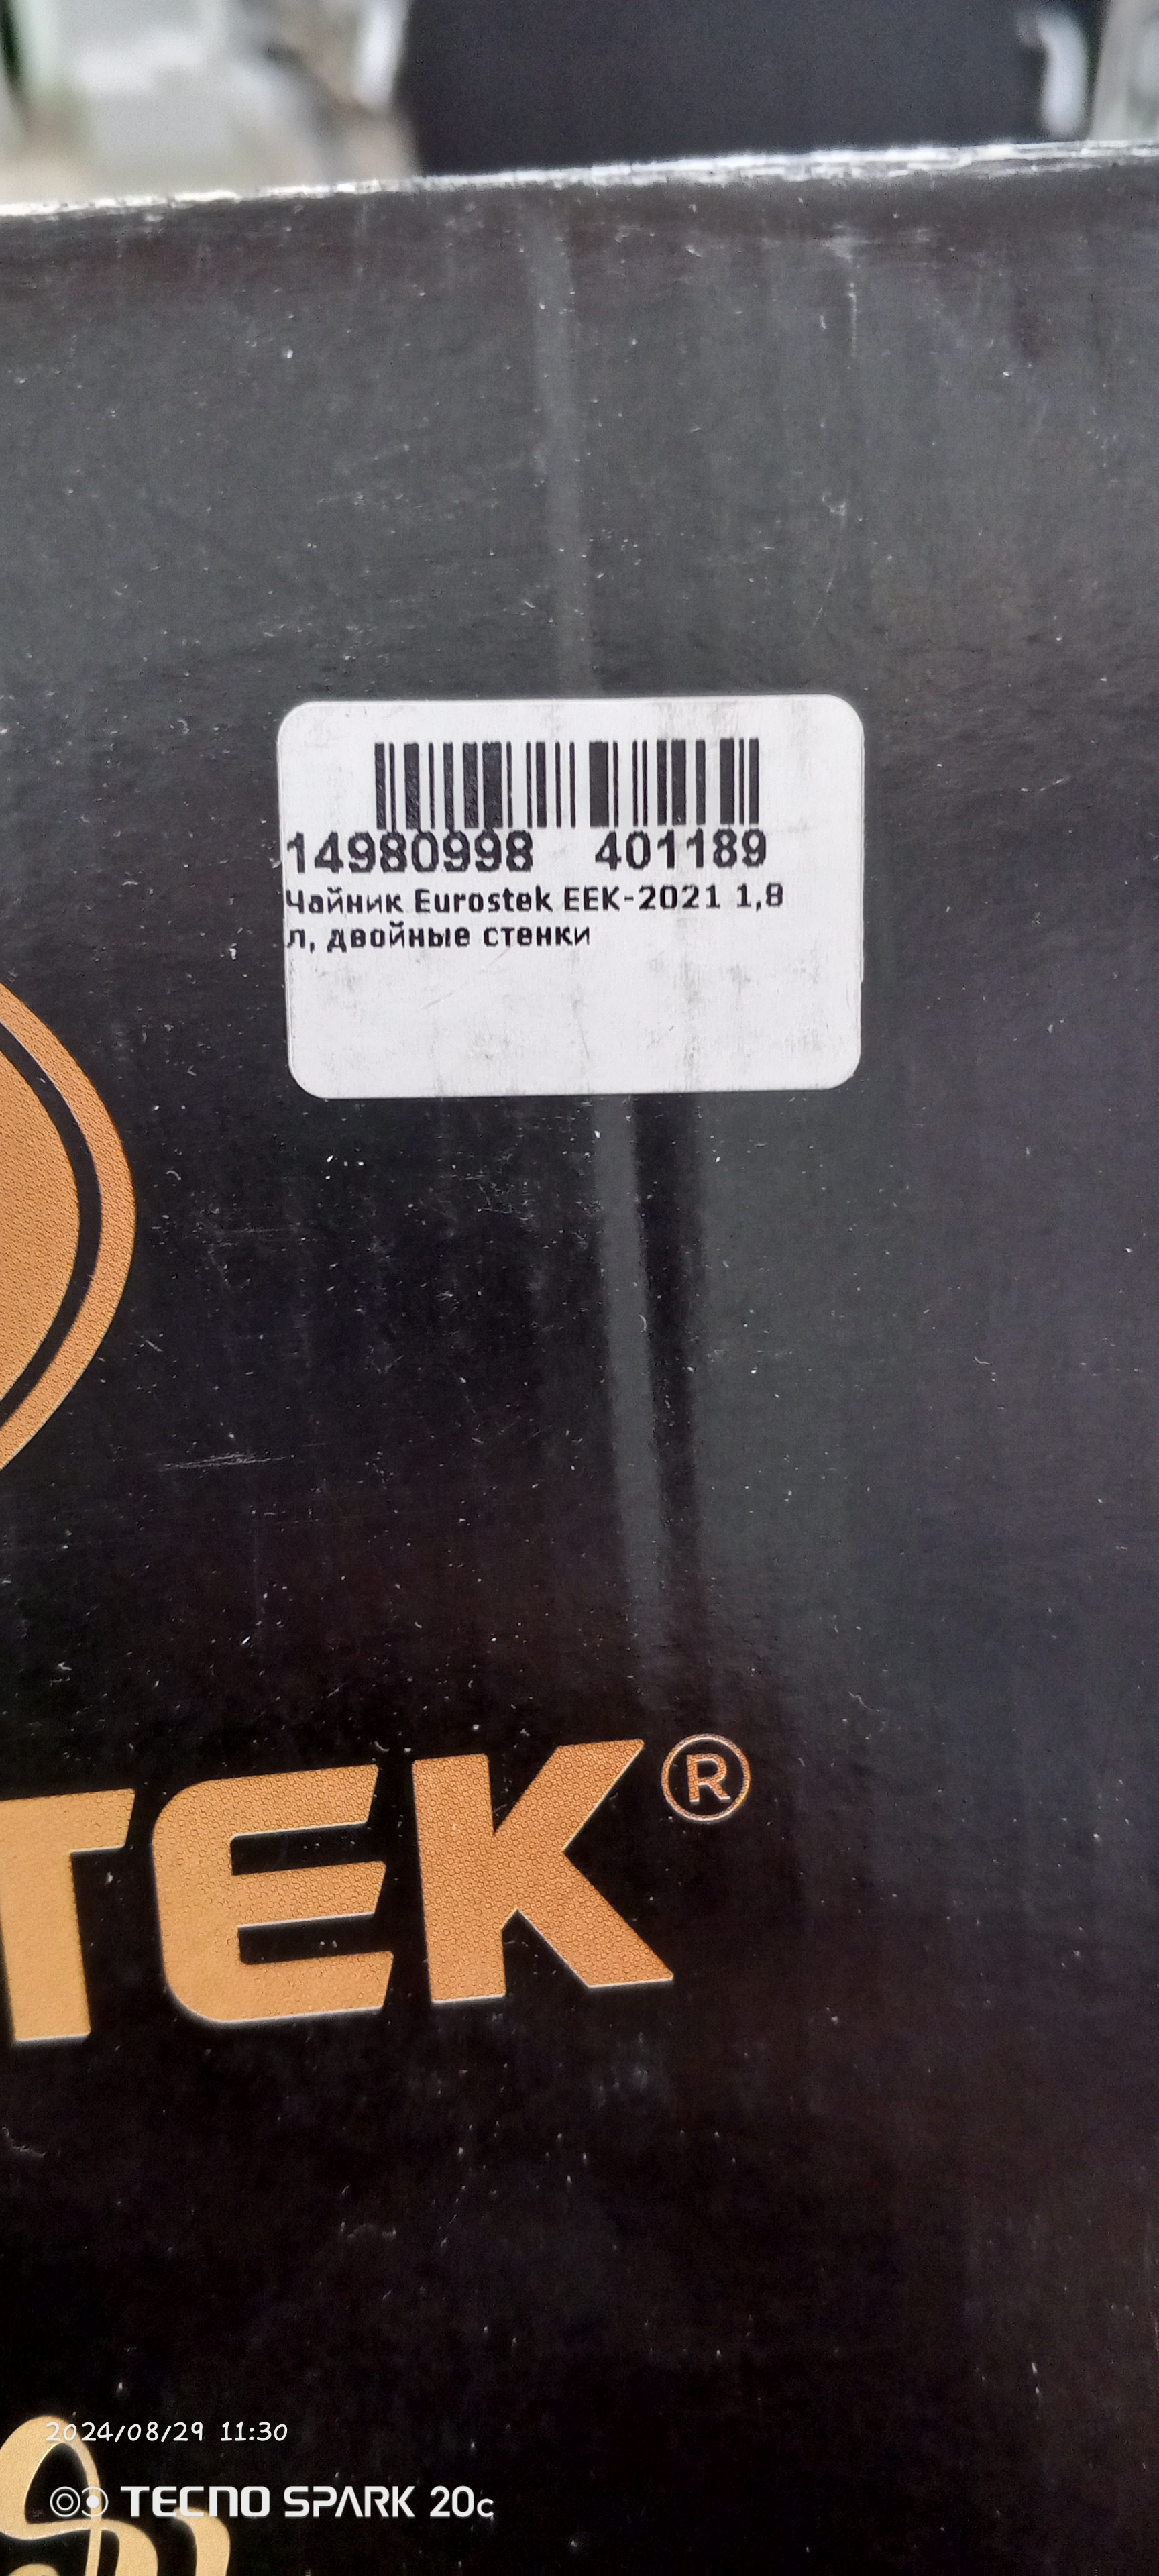 14980998 401189
Чайник Eurostek EEK-2021 1,8
л, двойные стенки
TEK®
2024/08/29 11:30
TECNO SPARK 20c